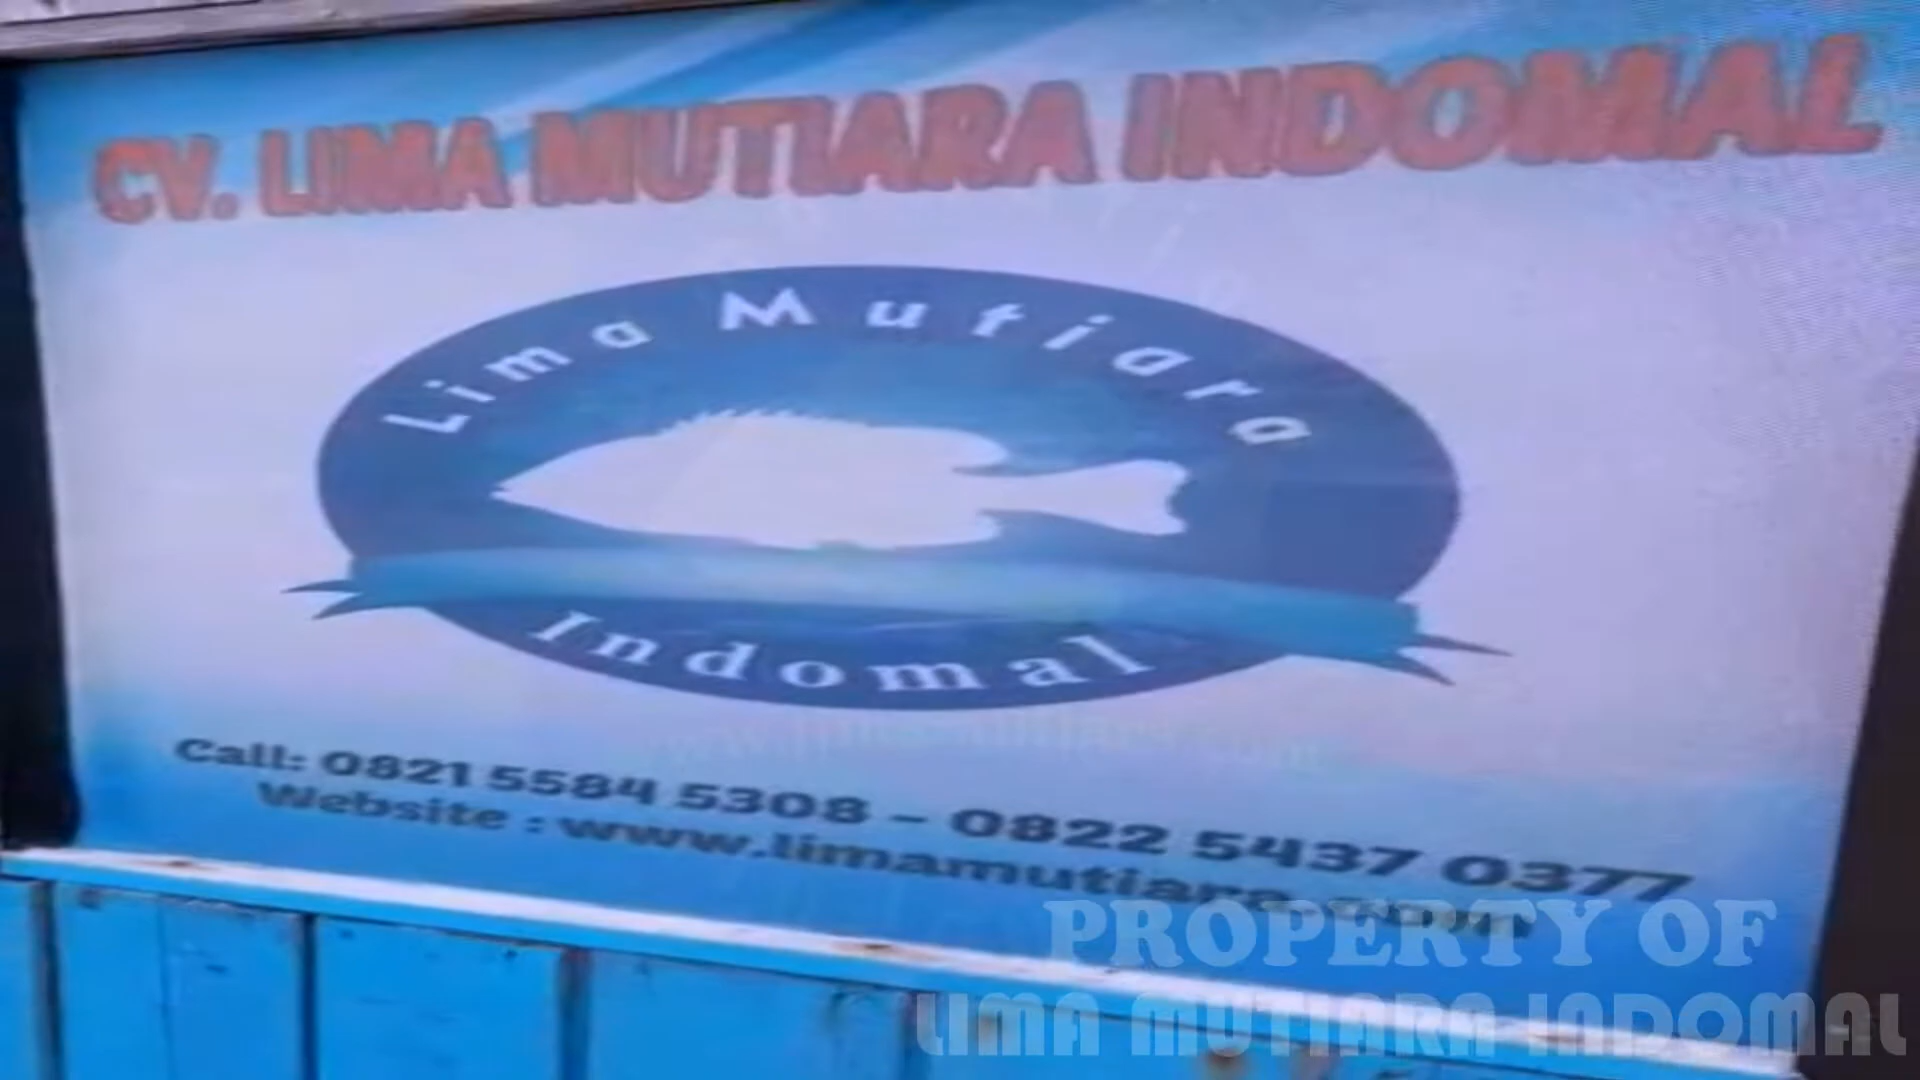 CV. LIMA MUTIARA INDOMAL
Lima Mutiara
Indomal
Call: 0821 5584 5308 - 0822 5437 0377
Website : www.limamutiara.com
PROPERTY OF
LIMA MUTIARA INDOMAL